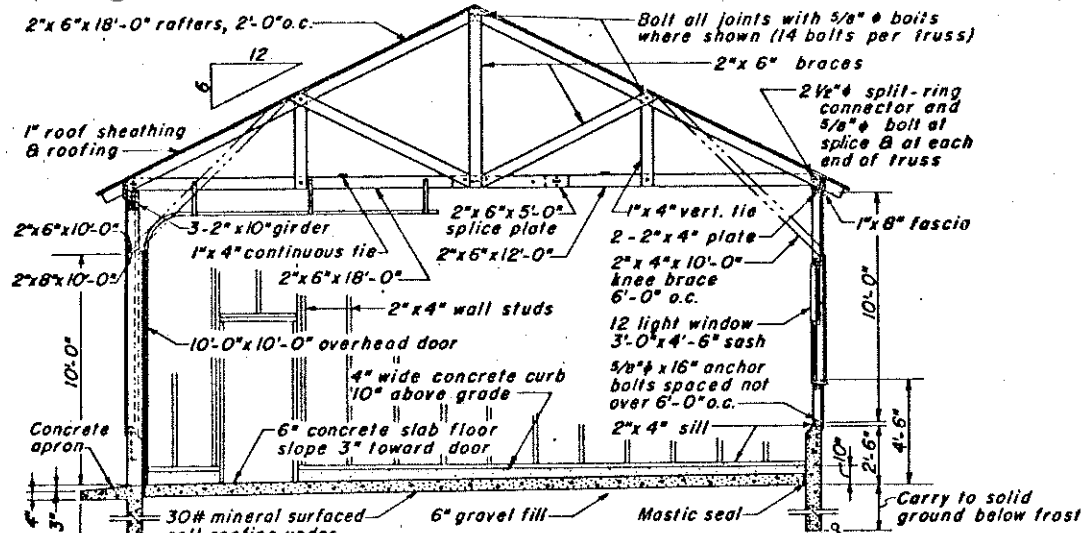 2"x 6"x 18'-0" rafters, 2'-0" o.c.
12
6
1" roof sheathing
& roofing
Bolt all joints with 5/8" ϕ bolts
where shown (14 bolts per truss)
2"x 6" braces
2 1/2" ϕ split-ring
connector and
5/8" ϕ bolt at
splice & at each
end of truss
2"x6"x10'-0"
2"x8"x10'-0"
3-2"x 10" girder
1"x 4" continuous tie
2"x 6"x 18'-0"
2"x 6"x 5'-0"
splice plate
2"x6"x12'-0"
1"x 4" vert. tie
2-2"x 4" plate
2"x 4"x 10'-0"
knee brace
6'-0" o.c.
1"x 8" fascia
2"x 4" wall studs
10'-0"x 10'-0" overhead door
12 light window
3'-0"x 4'-6" sash
5/8" ϕ x 16" anchor
bolts spaced not
over 6'-0" o.c.
2"x 4" sill
4" wide concrete curb
10" above grade
6" concrete slab floor
slope 3" toward door
Concrete
apron
10'-0"
10'-0"
4'-6"
2'-6"
10"
4"
3"
30# mineral surfaced
roll roofing under
6" gravel fill
Mastic seal
Carry to solid
ground below frost